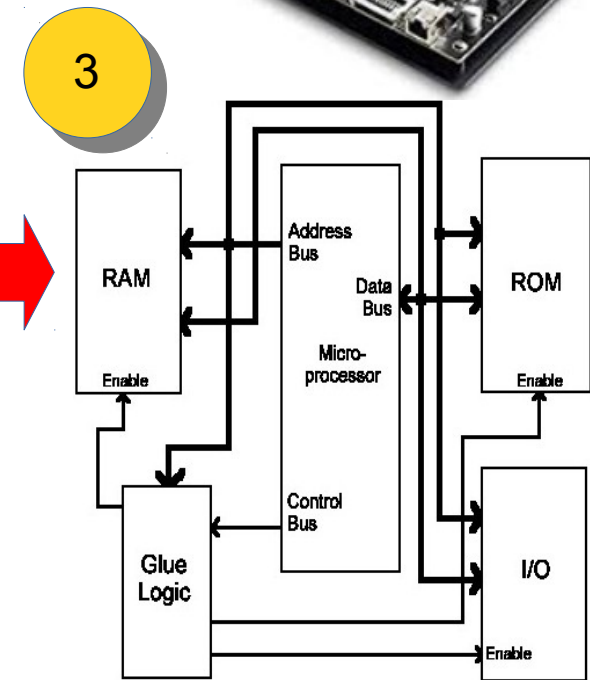 3
Address
Bus
RAM
Data
Bus
ROM
Micro-
processor
Enable
Enable
Control
Bus
Glue
Logic
I/O
Enable